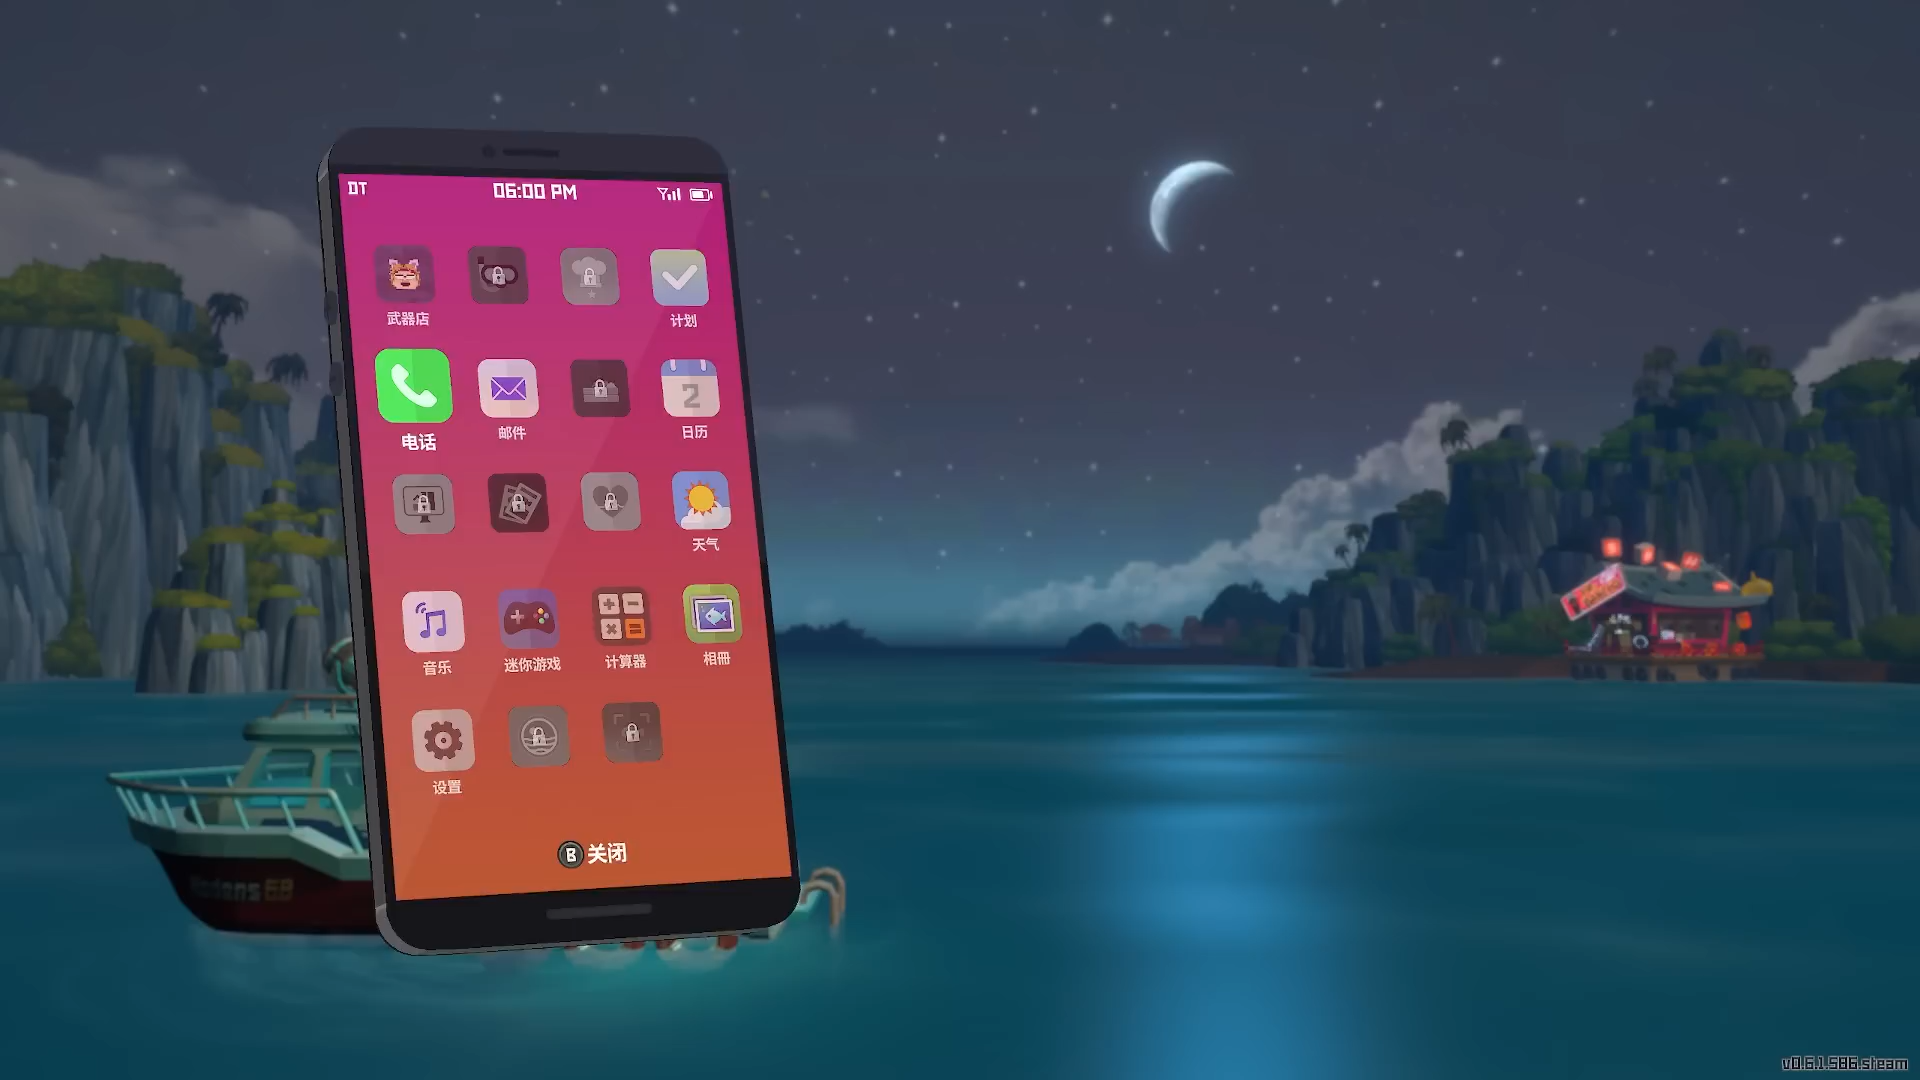 DT 06:00 PM
武器店 计划
电话 邮件 2 日历
天气
音乐 迷你游戏 计算器 相冊
设置
B 关闭
v0.6.1.586.steam